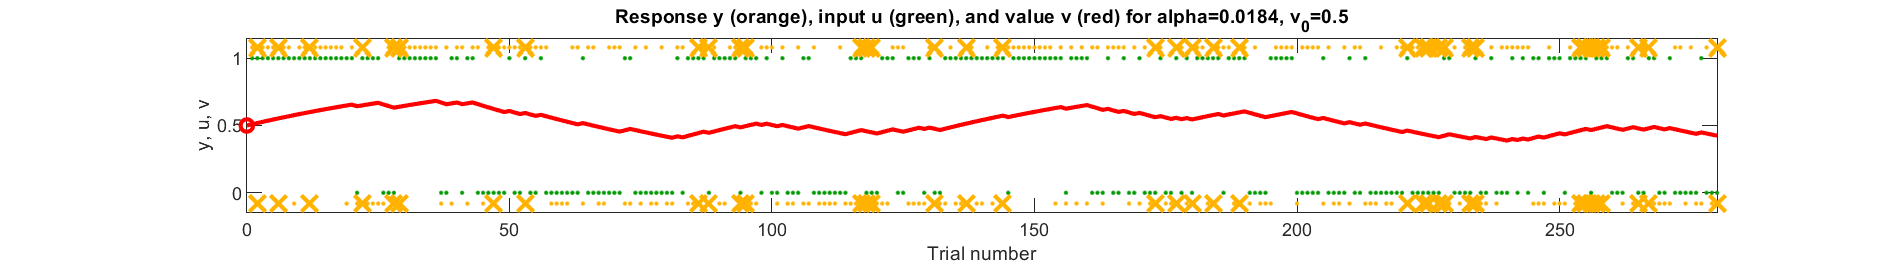 Response y (orange), input u (green), and value v (red) for alpha=0.0184, v0=0.5
y, u, v
1
0.5
0
0 50 100 150 200 250
Trial number